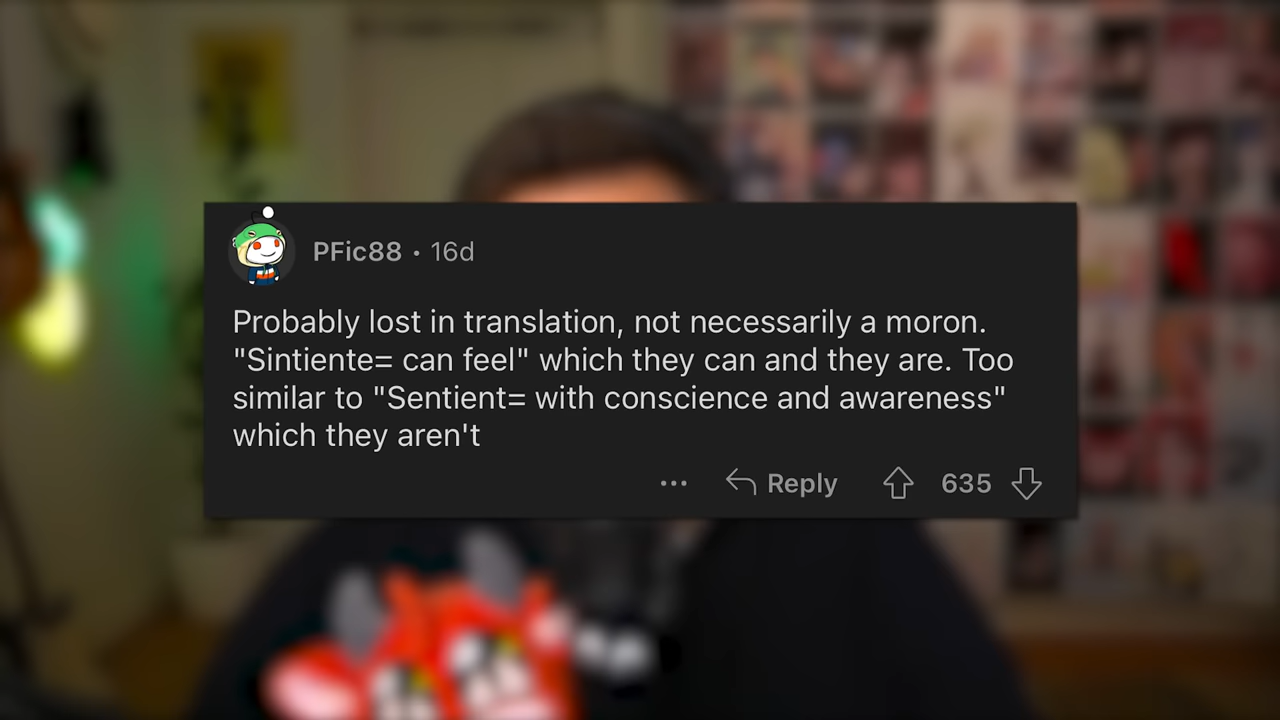 PFic88 • 16d
Probably lost in translation, not necessarily a moron.
"Sintiente= can feel" which they can and they are. Too
similar to "Sentient= with conscience and awareness"
which they aren't
... Reply 635